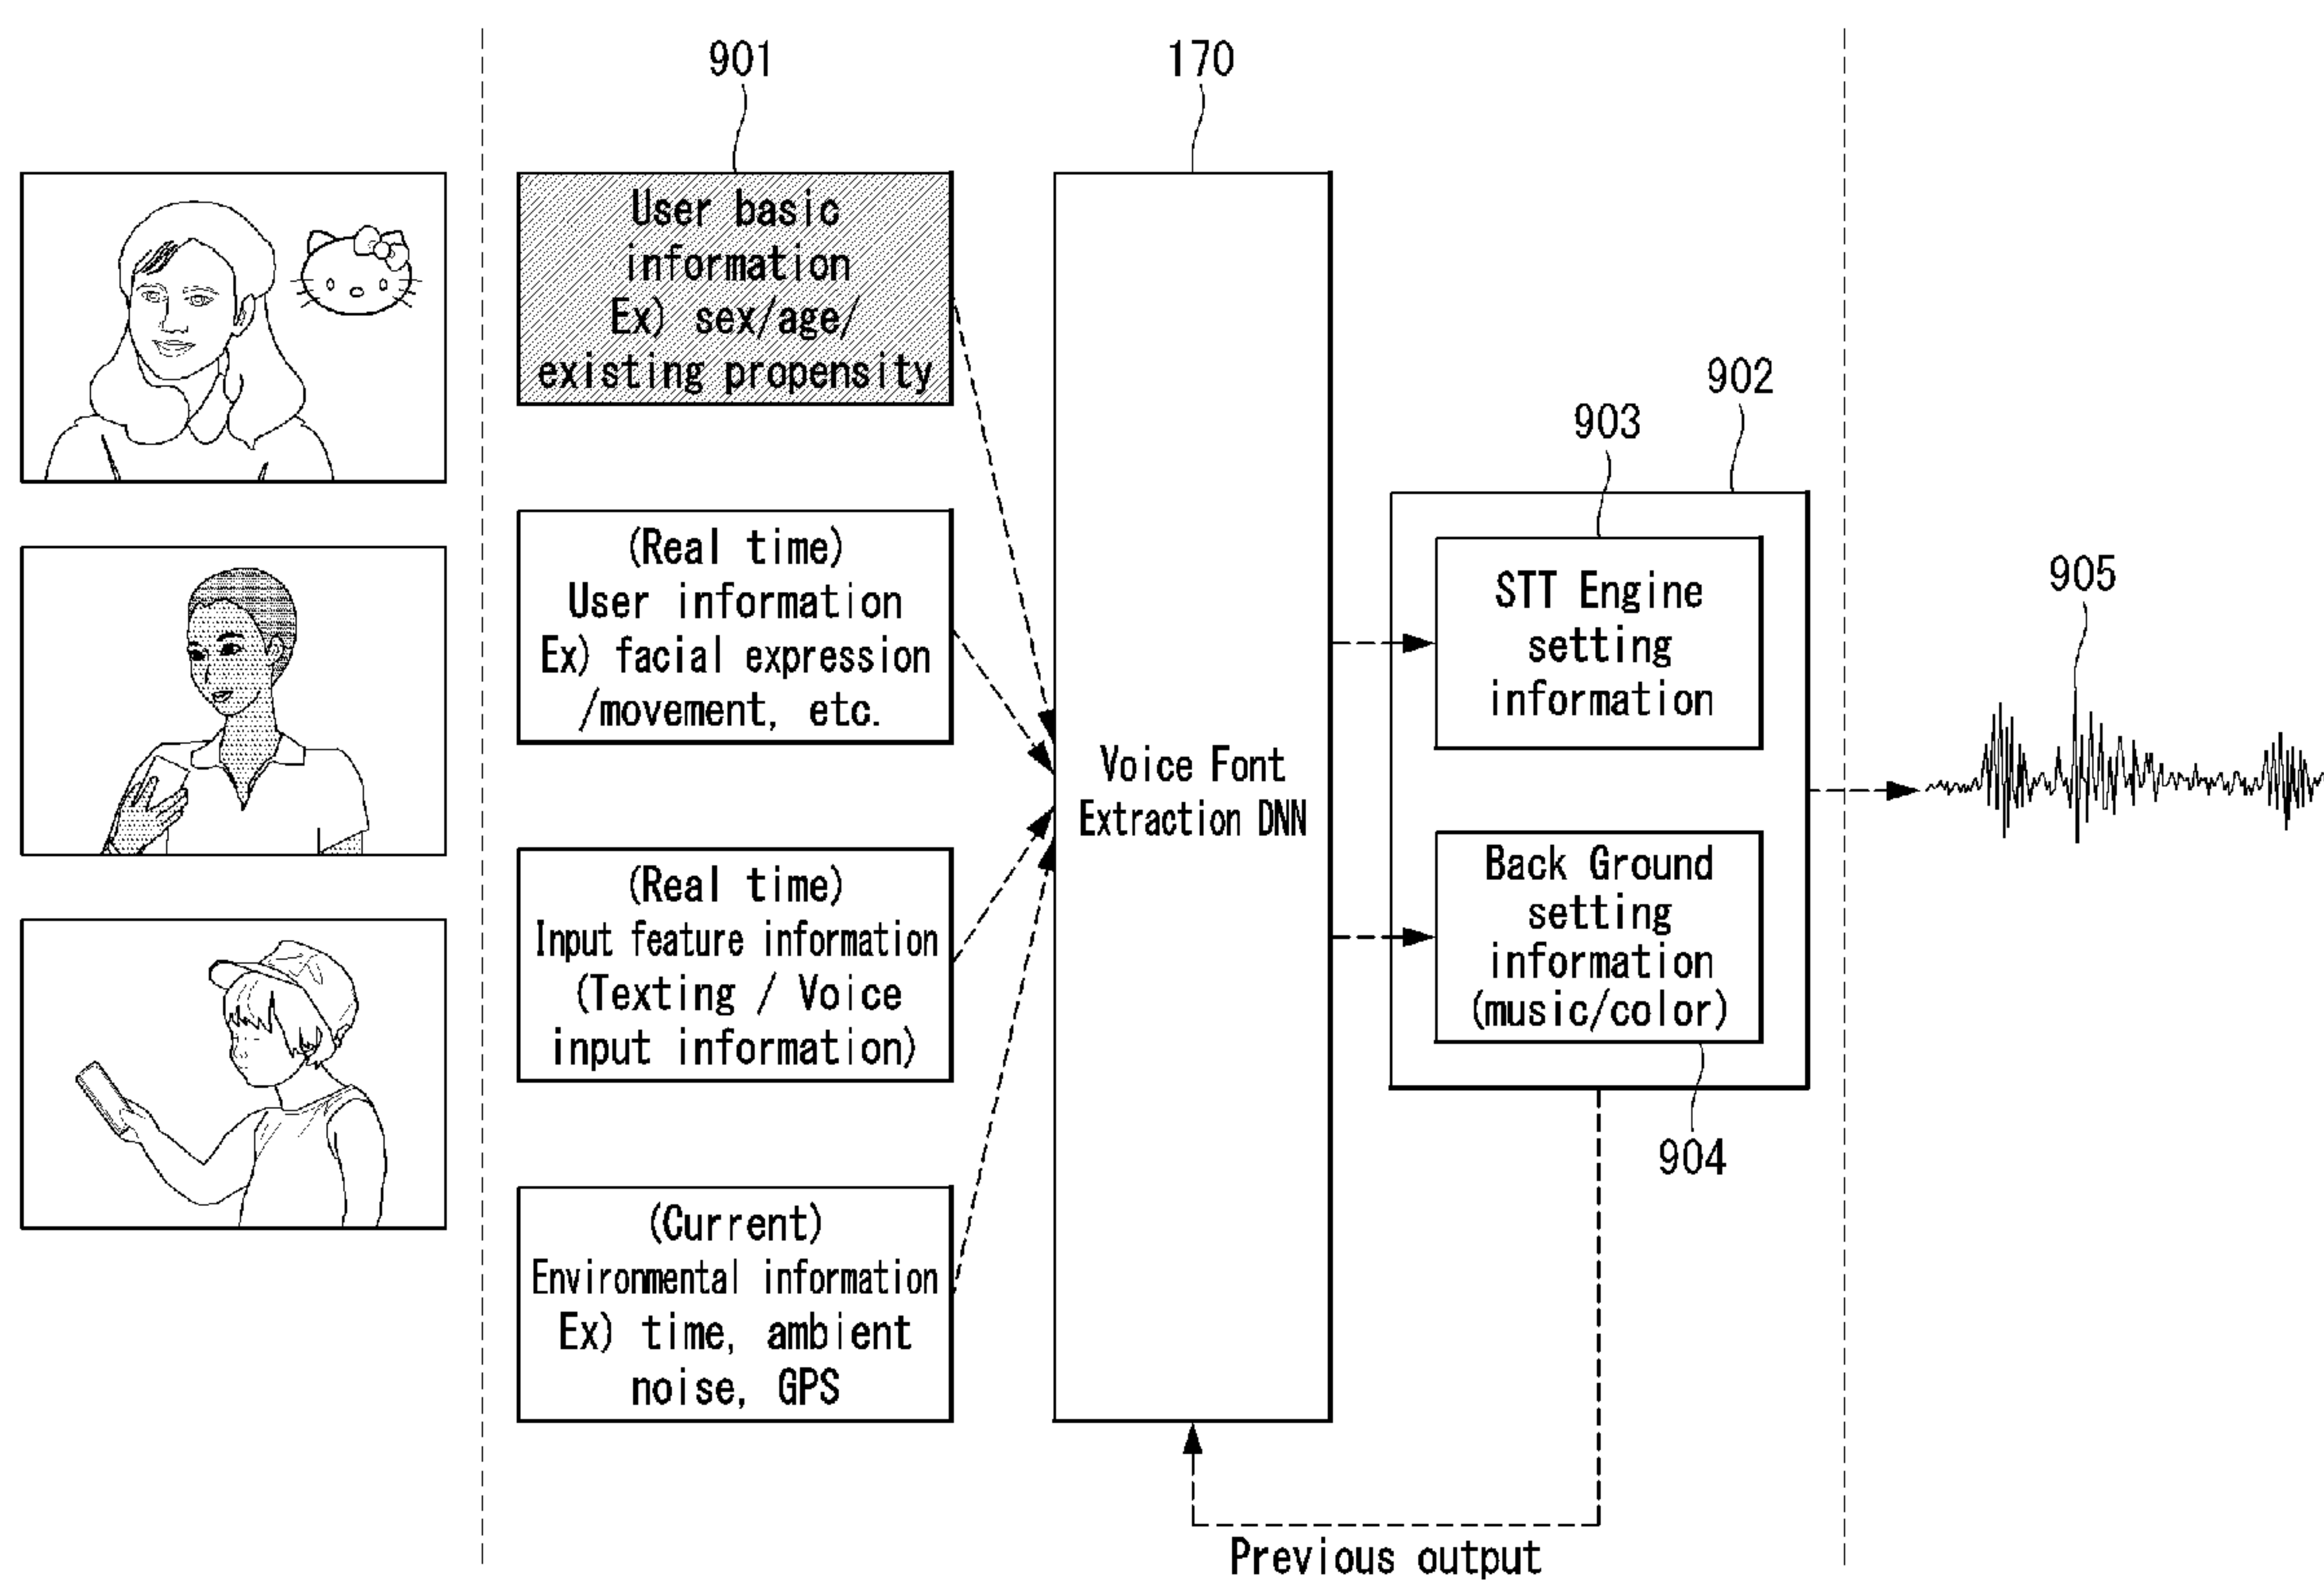 901
170
User basic
information
Ex) sex/age/
existing propensity
(Real time)
User information
Ex) facial expression
/movement, etc.
(Real time)
Input feature information
(Texting / Voice
input information)
(Current)
Environmental information
Ex) time, ambient
noise, GPS
Voice Font
Extraction DNN
902
903
STT Engine
setting
information
Back Ground
setting
information
(music/color)
904
905
Previous output